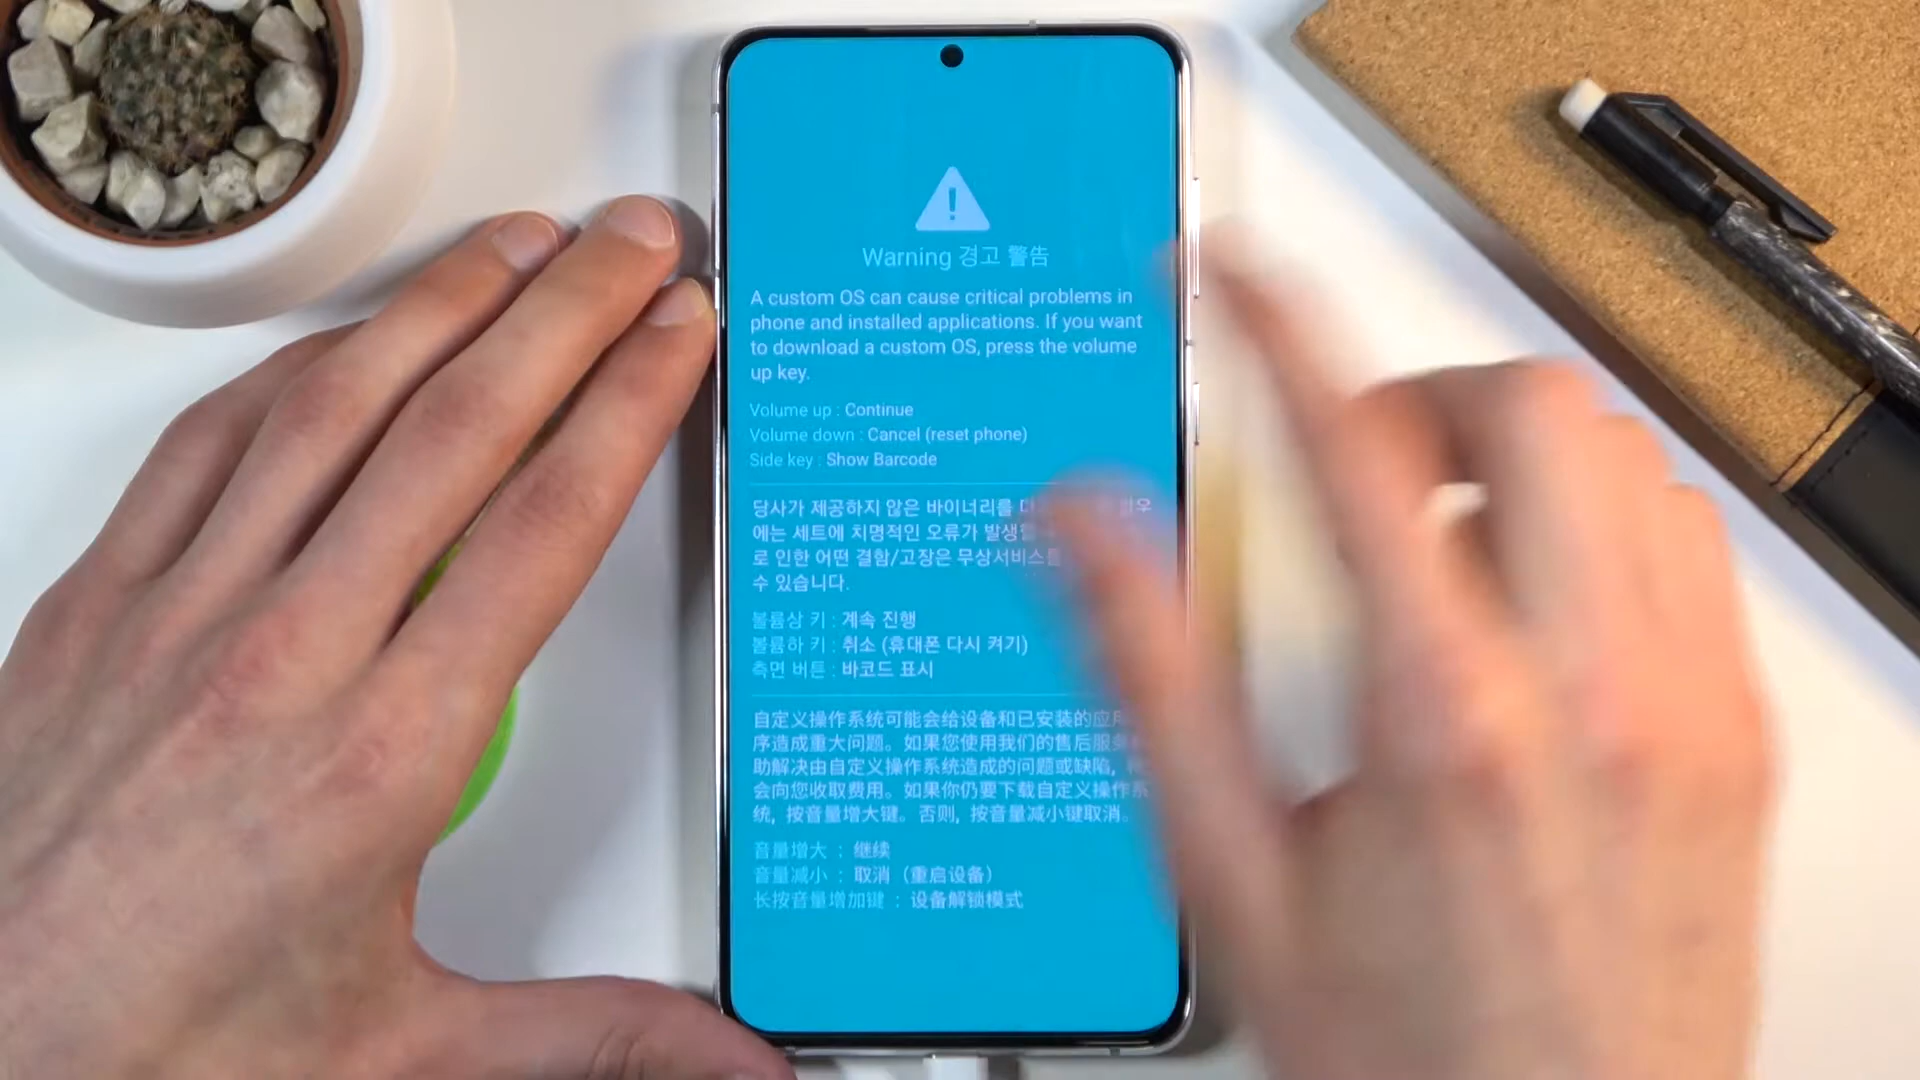 Warning 경고 警告
A custom OS can cause critical problems in
phone and installed applications. If you want
to download a custom OS, press the volume
up key.
Volume up : Continue
Volume down : Cancel (reset phone)
Side key : Show Barcode
당사가 제공하지 않은 바이너리를
에는 세트에 치명적인 오류가
로 인한 어떤 결함/고장은
수 있습니다.
볼륨상 키 : 계속 진행
볼륨하 키 : 취소 (휴대폰 다시 켜기)
측면 버튼 : 바코드 표시
自定义操作系统可能会给设备和已安装的应用
序造成重大问题。如果您使用我们的售后服务
助解决由自定义操作系统造成的问题或缺陷,
会向您收取费用。如果你仍要下载自定义操作系
统, 按音量增大键。否则, 按音量减小键取消。
音量增大 : 继续
音量减小 : 取消 (重启设备)
长按音量增加键 : 设备解锁模式